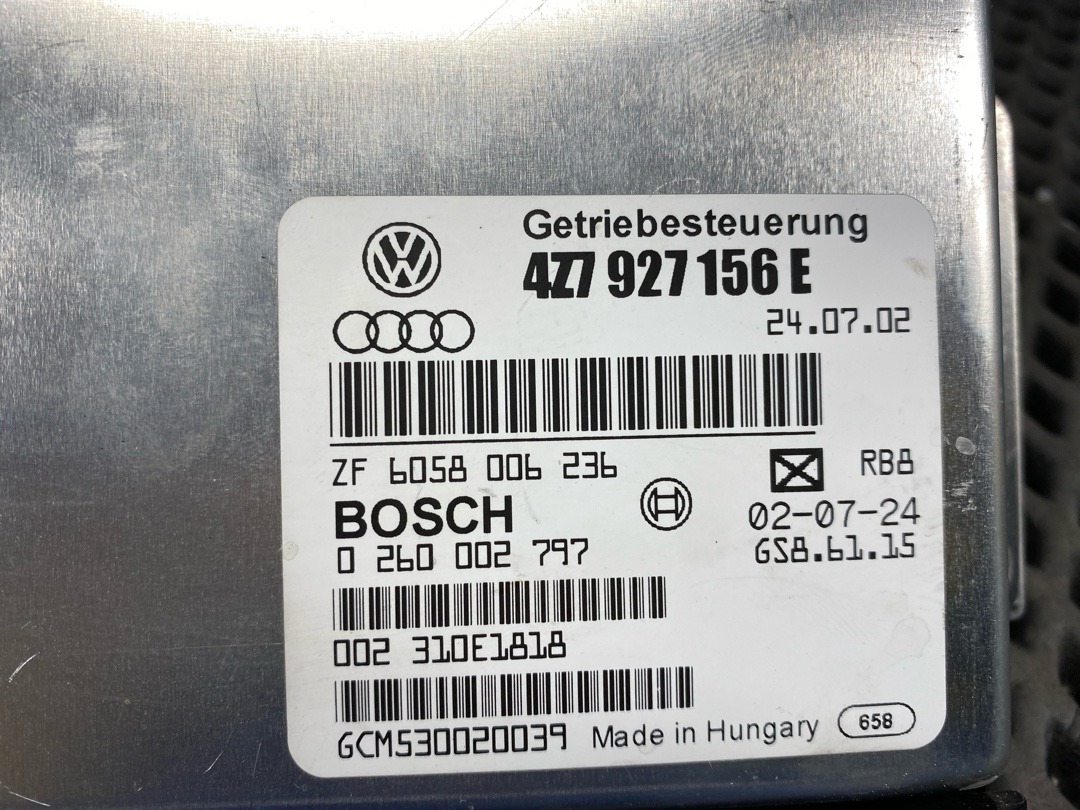 Getriebesteuerung
4Z7 927 156 E
24.07.02
ZF 6058 006 236
RB8
BOSCH
02-07-24
0 260 002 797
GS8.61.15
002 310E1818
GCM530020039
Made in Hungary
658